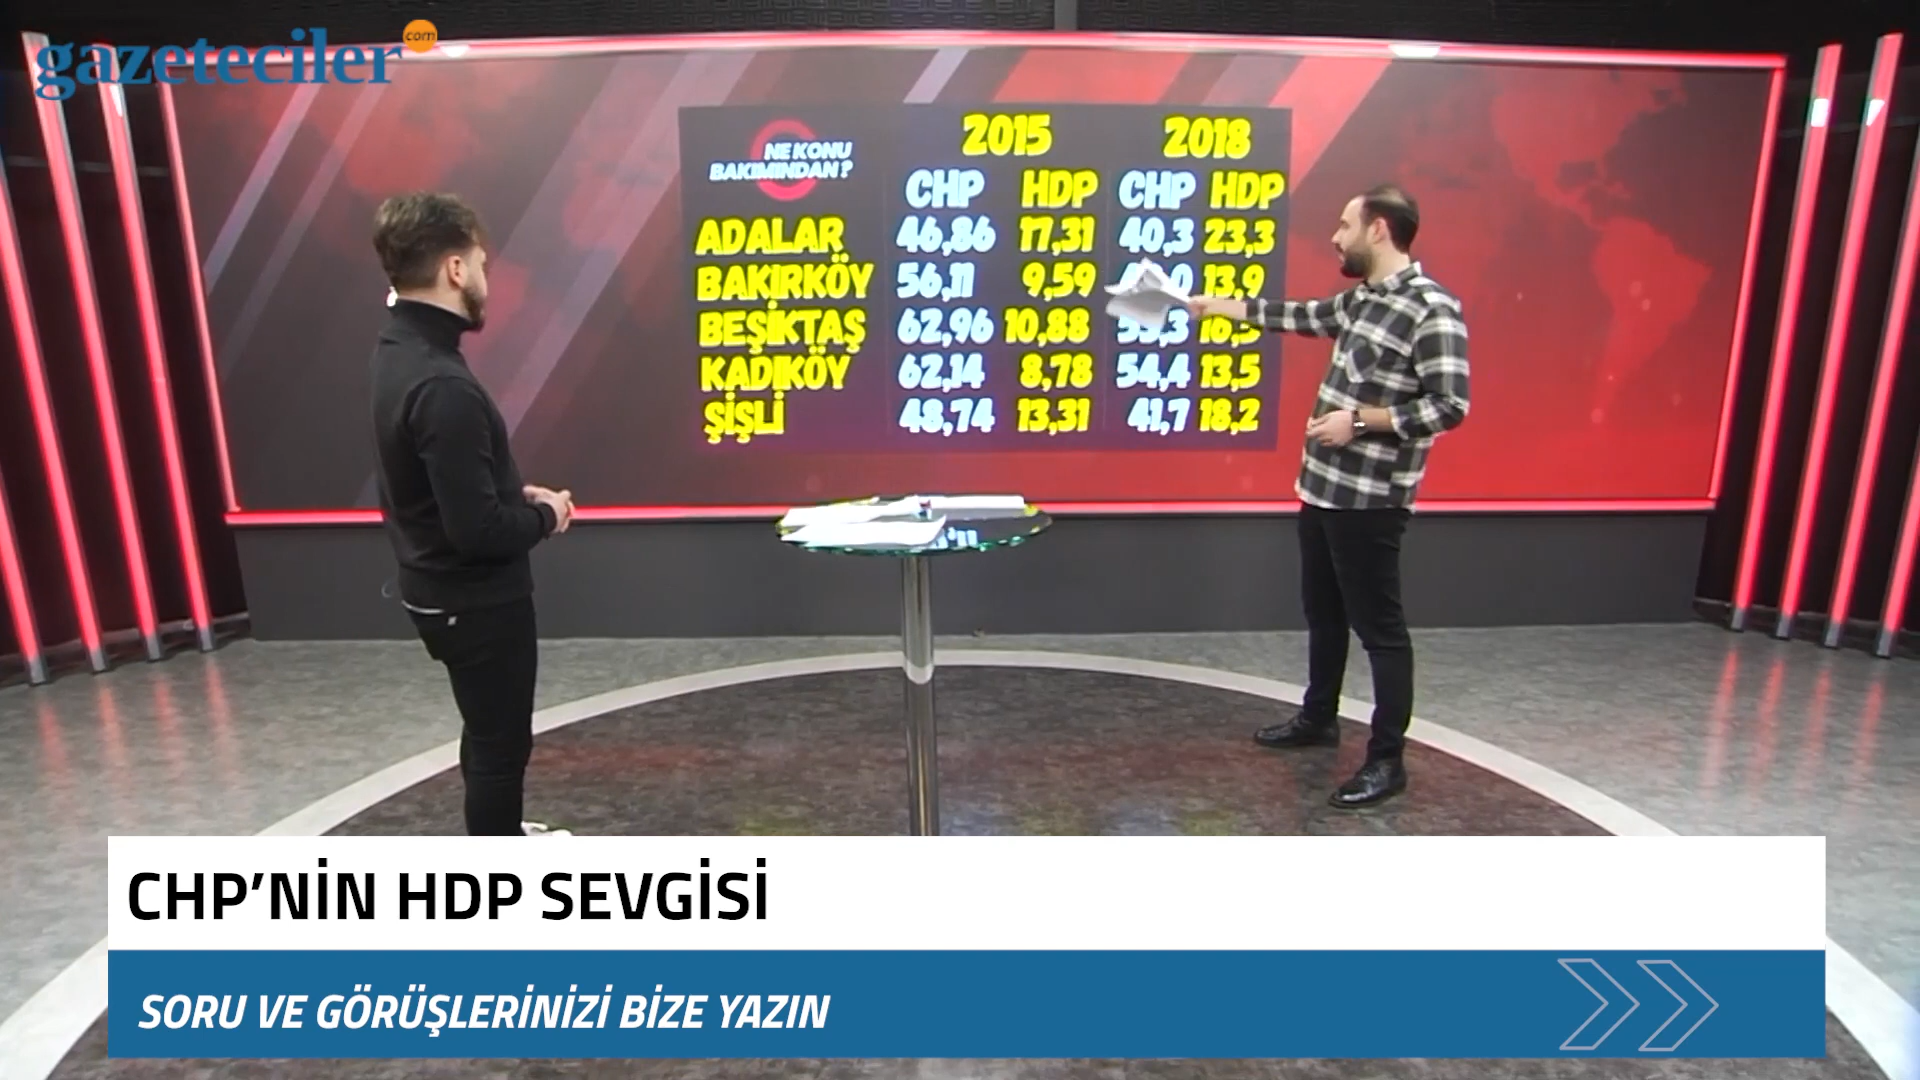 gazeteciler
com
NE KONU
BAKIMINDAN?
2015 2018
CHP HDP CHP HDP
ADALAR 46,86 17,31 40,3 23,3
BAKIRKÖY 56,11 9,59 13,9
BEŞİKTAŞ 62,96 10,88
KADIKÖY 62,14 8,78 54,4 13,5
ŞİŞLİ 48,74 13,31 41,7 18,2
CHP’NİN HDP SEVGİSİ
SORU VE GÖRÜŞLERİNİZİ BİZE YAZIN